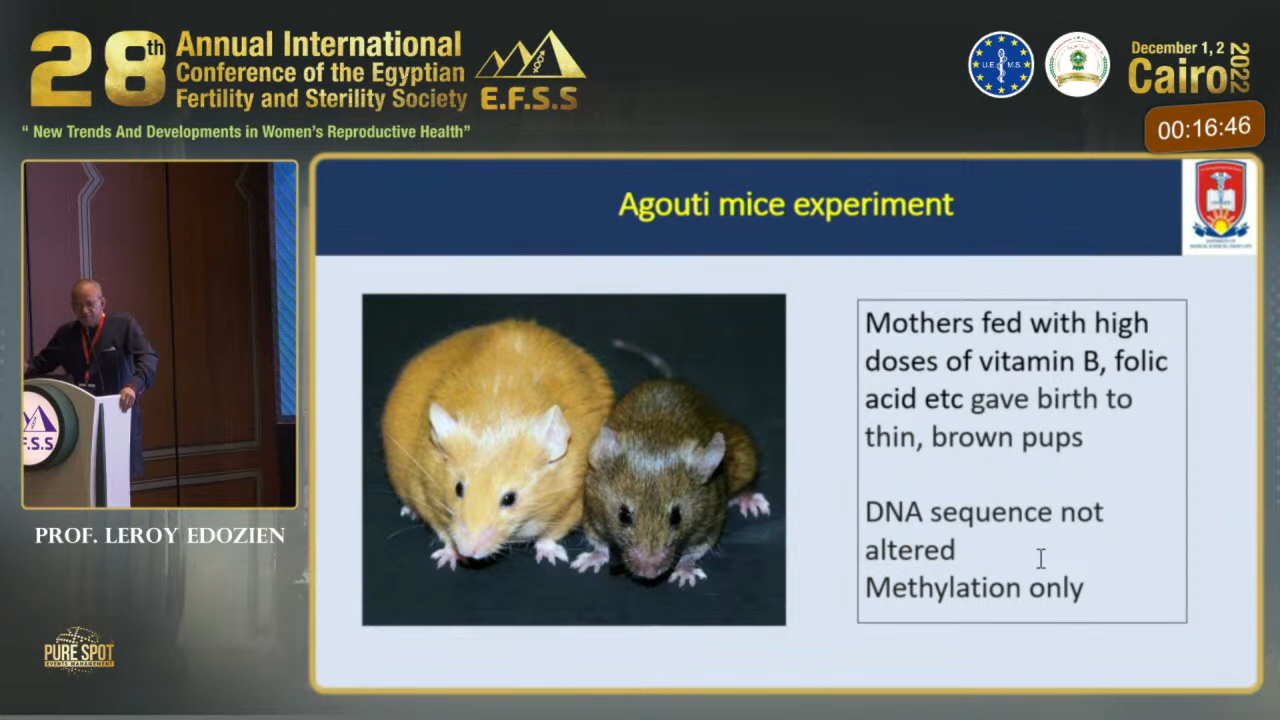 28th
Annual International
Conference of the Egyptian
Fertility and Sterility Society
E.F.S.S
" New Trends And Developments in Women's Reproductive Health"
U.E.M.S.
December 1, 2
Cairo
2022
00:16:46
Agouti mice experiment
Mothers fed with high
doses of vitamin B, folic
acid etc gave birth to
thin, brown pups
DNA sequence not
altered
Methylation only
F.S.S
PROF. LEROY EDOZIEN
PURE SPOT
EVENTS MANAGEMENT